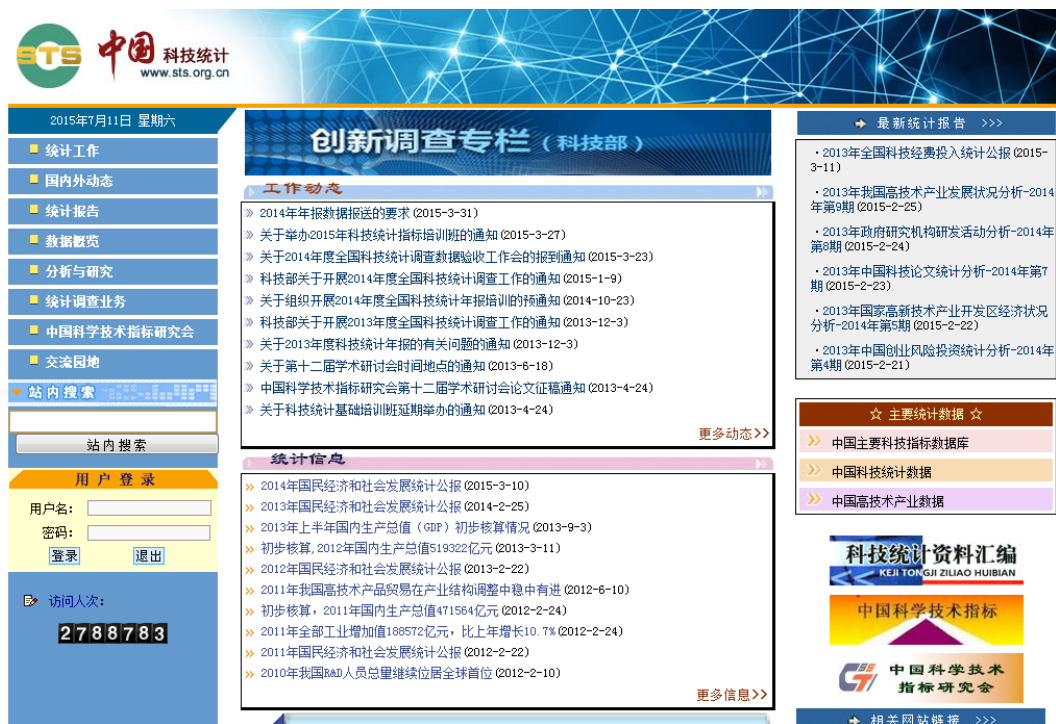 STS 中国 科技统计
www.sts.org.cn
2015年7月11日 星期六
统计工作
国内外动态
统计报告
数据概览
分析与研究
统计调查业务
中国科学技术指标研究会
交流园地
站内搜索
站内搜索
用户登录
用户名:
密码:
登录 退出
访问人次:
2788783
创新调查专栏（科技部）
工作动态
2014年年报数据报送的要求(2015-3-31)
关于举办2015年科技统计指标培训班的通知(2015-3-27)
关于2014年度全国科技统计调查数据验收工作会的报到通知(2015-3-23)
科技部关于开展2014年度全国科技统计调查工作的通知(2015-1-9)
关于组织开展2014年度全国科技统计年报培训的预通知(2014-10-23)
科技部关于开展2013年度全国科技统计调查工作的通知(2013-12-3)
关于2013年度科技统计年报的有关问题的通知(2013-12-3)
关于第十二届学术研讨会时间地点的通知(2013-6-18)
中国科学技术指标研究会第十二届学术研讨会论文征稿通知(2013-4-24)
关于科技统计基础培训班延期举办的通知(2013-4-24)
更多动态>>
统计信息
2014年国民经济和社会发展统计公报(2015-3-10)
2013年国民经济和社会发展统计公报(2014-2-25)
2013年上半年国内生产总值（GDP）初步核算情况(2013-9-3)
初步核算,2012年国内生产总值519322亿元(2013-3-11)
2012年国民经济和社会发展统计公报(2013-2-22)
2011年我国高技术产品贸易在产业结构调整中稳中有进(2012-6-10)
初步核算，2011年国内生产总值471564亿元(2012-2-24)
2011年全部工业增加值188572亿元，比上年增长10.7%(2012-2-24)
2011年国民经济和社会发展统计公报(2012-2-22)
2010年我国R&D人员总量继续位居全球首位(2012-2-10)
更多信息>>
最新统计报告 >>>
·2013年全国科技经费投入统计公报(2015-
3-11)
·2013年我国高技术产业发展状况分析-2014
年第9期(2015-2-25)
·2013年政府研究机构研发活动分析-2014年
第8期(2015-2-24)
·2013年中国科技论文统计分析-2014年第7
期(2015-2-23)
·2013年国家高新技术产业开发区经济状况
分析-2014年第5期(2015-2-22)
·2013年中国创业风险投资统计分析-2014年
第4期(2015-2-21)
☆ 主要统计数据 ☆
中国主要科技指标数据库
中国科技统计数据
中国高技术产业数据
科技统计资料汇编
KEJI TONGJI ZILIAO HUIBIAN
中国科学技术指标
中国科学技术
指标研究会
相关网站链接 >>>